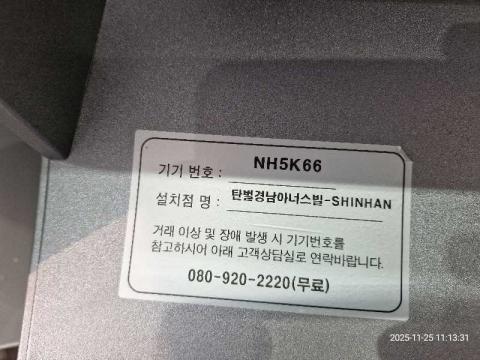 기기 번호 : NH5K66
설치점 명 : 탄벌경남아너스빌-SHINHAN
거래 이상 및 장애 발생 시 기기번호를
참고하시어 아래 고객상담실로 연락바랍니다.
080-920-2220(무료)
2025-11-25 11:13:31